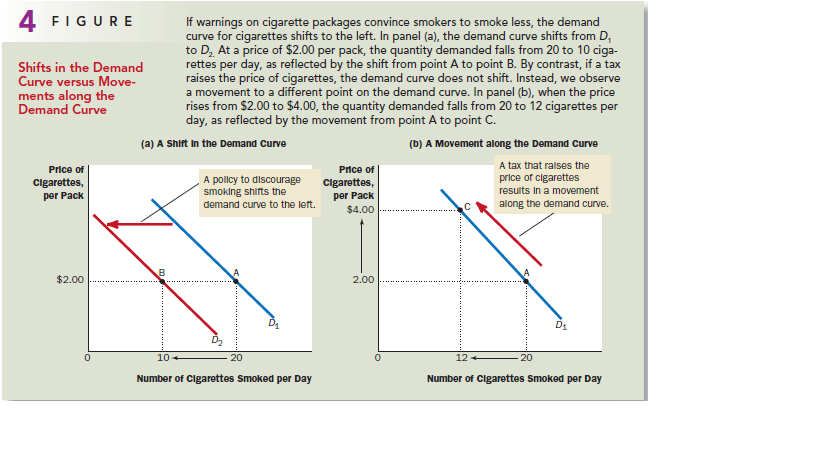 4 FIGURE
Shifts in the Demand
Curve versus Move-
ments along the
Demand Curve
If warnings on cigarette packages convince smokers to smoke less, the demand
curve for cigarettes shifts to the left. In panel (a), the demand curve shifts from D₁
to D₂. At a price of $2.00 per pack, the quantity demanded falls from 20 to 10 ciga-
rettes per day, as reflected by the shift from point A to point B. By contrast, if a tax
raises the price of cigarettes, the demand curve does not shift. Instead, we observe
a movement to a different point on the demand curve. In panel (b), when the price
rises from $2.00 to $4.00, the quantity demanded falls from 20 to 12 cigarettes per
day, as reflected by the movement from point A to point C.
(a) A Shift in the Demand Curve
Price of
Cigarettes,
per Pack
A policy to discourage
smoking shifts the
demand curve to the left.
$2.00
B
A
D₁
D₂
0
10
20
Number of Cigarettes Smoked per Day
(b) A Movement along the Demand Curve
Price of
Cigarettes,
per Pack
A tax that raises the
price of cigarettes
results in a movement
along the demand curve.
$4.00
C
2.00
A
D₁
0
12
20
Number of Cigarettes Smoked per Day